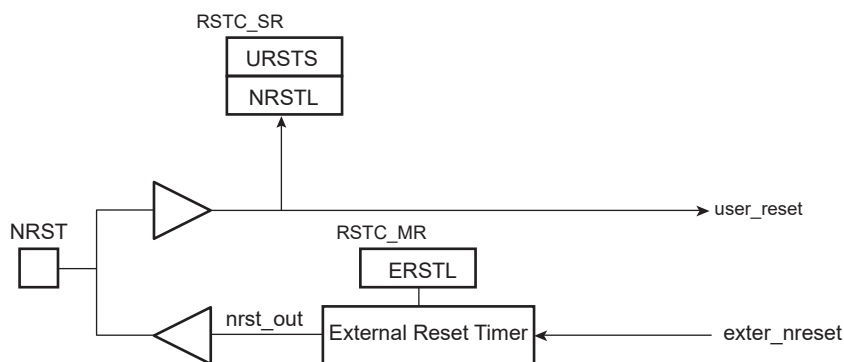 RSTC_SR
URSTS
NRSTL
user_reset
NRST
RSTC_MR
ERSTL
nrst_out
External Reset Timer
exter_nreset